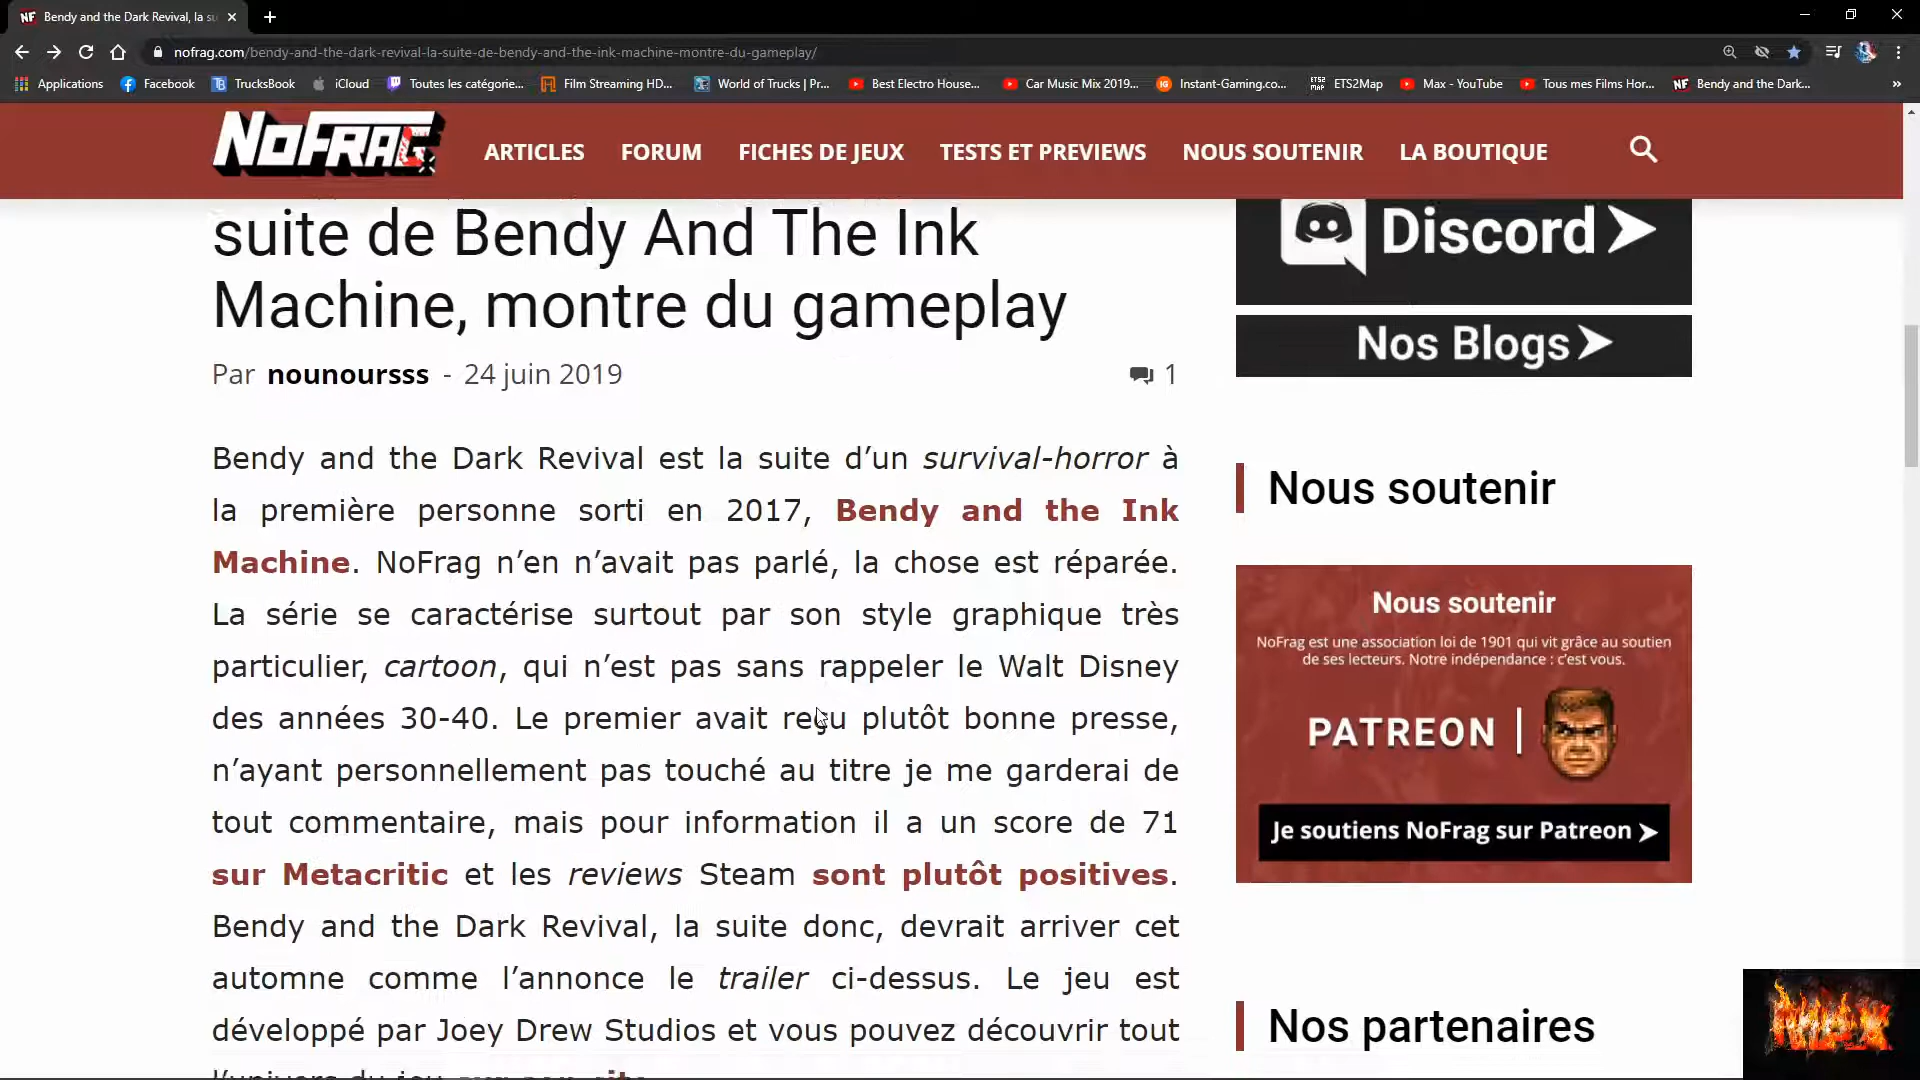 Bendy and the Dark Revival, la su
nofrag.com/bendy-and-the-dark-revival-la-suite-de-bendy-and-the-ink-machine-montre-du-gameplay/
Applications Facebook TrucksBook iCloud Toutes les catégorie... Film Streaming HD... World of Trucks | Pr... Best Electro House... Car Music Mix 2019... Instant-Gaming.co... ETS2Map Max - YouTube Tous mes Films Hor... Bendy and the Dark... »
NOFRAG ARTICLES FORUM FICHES DE JEUX TESTS ET PREVIEWS NOUS SOUTENIR LA BOUTIQUE
suite de Bendy And The Ink
Machine, montre du gameplay
Par nounoursss - 24 juin 2019 1
Bendy and the Dark Revival est la suite d’un survival-horror à
la première personne sorti en 2017, Bendy and the Ink
Machine. NoFrag n’en n’avait pas parlé, la chose est réparée.
La série se caractérise surtout par son style graphique très
particulier, cartoon, qui n’est pas sans rappeler le Walt Disney
des années 30-40. Le premier avait reçu plutôt bonne presse,
n’ayant personnellement pas touché au titre je me garderai de
tout commentaire, mais pour information il a un score de 71
sur Metacritic et les reviews Steam sont plutôt positives.
Bendy and the Dark Revival, la suite donc, devrait arriver cet
automne comme l’annonce le trailer ci-dessus. Le jeu est
développé par Joey Drew Studios et vous pouvez découvrir tout
l’univers du jeu sur son site.
Discord
Nos Blogs
Nous soutenir
Nous soutenir
NoFrag est une association loi de 1901 qui vit grâce au soutien
de ses lecteurs. Notre indépendance : c’est vous.
PATREON |
Je soutiens NoFrag sur Patreon
Nos partenaires